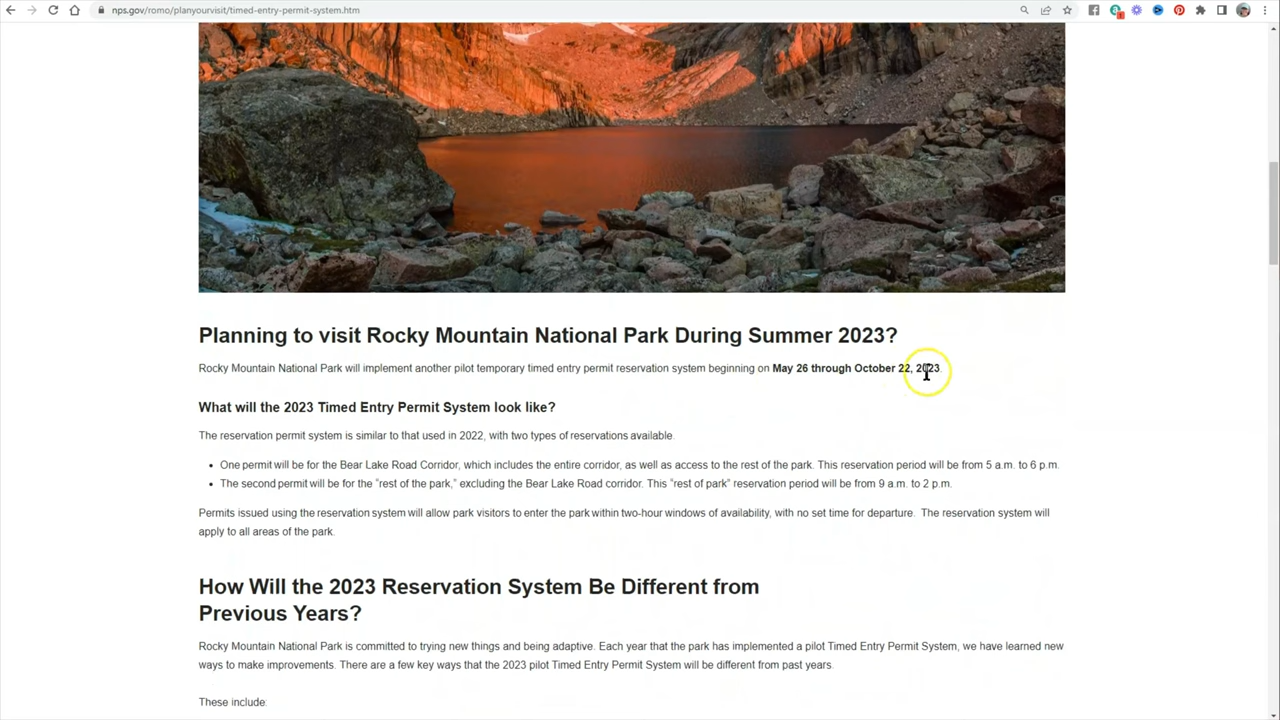 nps.gov/romo/planyourvisit/timed-entry-permit-system.htm
Planning to visit Rocky Mountain National Park During Summer 2023?
Rocky Mountain National Park will implement another pilot temporary timed entry permit reservation system beginning on May 26 through October 22, 2023.
What will the 2023 Timed Entry Permit System look like?
The reservation permit system is similar to that used in 2022, with two types of reservations available.
• One permit will be for the Bear Lake Road Corridor, which includes the entire corridor, as well as access to the rest of the park. This reservation period will be from 5 a.m. to 6 p.m.
• The second permit will be for the “rest of the park,” excluding the Bear Lake Road corridor. This “rest of park” reservation period will be from 9 a.m. to 2 p.m.
Permits issued using the reservation system will allow park visitors to enter the park within two-hour windows of availability, with no set time for departure. The reservation system will
apply to all areas of the park.
How Will the 2023 Reservation System Be Different from
Previous Years?
Rocky Mountain National Park is committed to trying new things and being adaptive. Each year that the park has implemented a pilot Timed Entry Permit System, we have learned new
ways to make improvements. There are a few key ways that the 2023 pilot Timed Entry Permit System will be different from past years.
These include: